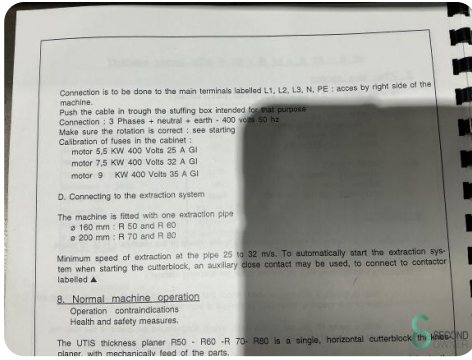 Connection is to be done to the main terminals labelled L1, L2, L3, N, PE : acces by right side of the
machine.
Push the cable in trough the stuffing box intended for that purpose
Connection : 3 Phases + neutral + earth - 400 volts 50 hz
Make sure the rotation is correct : see starting
Calibration of fuses in the cabinet :
motor 5,5 KW 400 Volts 25 A GI
motor 7,5 KW 400 Volts 32 A GI
motor 9 KW 400 Volts 35 A GI
D. Connecting to the extraction system
The machine is fitted with one extraction pipe
ø 160 mm : R 50 and R 60
ø 200 mm : R 70 and R 80
Minimum speed of extraction at the pipe 25 to 32 m/s. To automatically start the extraction sys-
tem when starting the cutterblock, an auxiliary close contact may be used, to connect to contactor
labelled ▲
8. Normal machine operation
Operation contraindications
Health and safety measures.
The UTIS thickness planer R50 - R60 -R 70- R80 is a single, horizontal cutterblock thicknes
planer, with mechanically feed of the parts.
SECOND